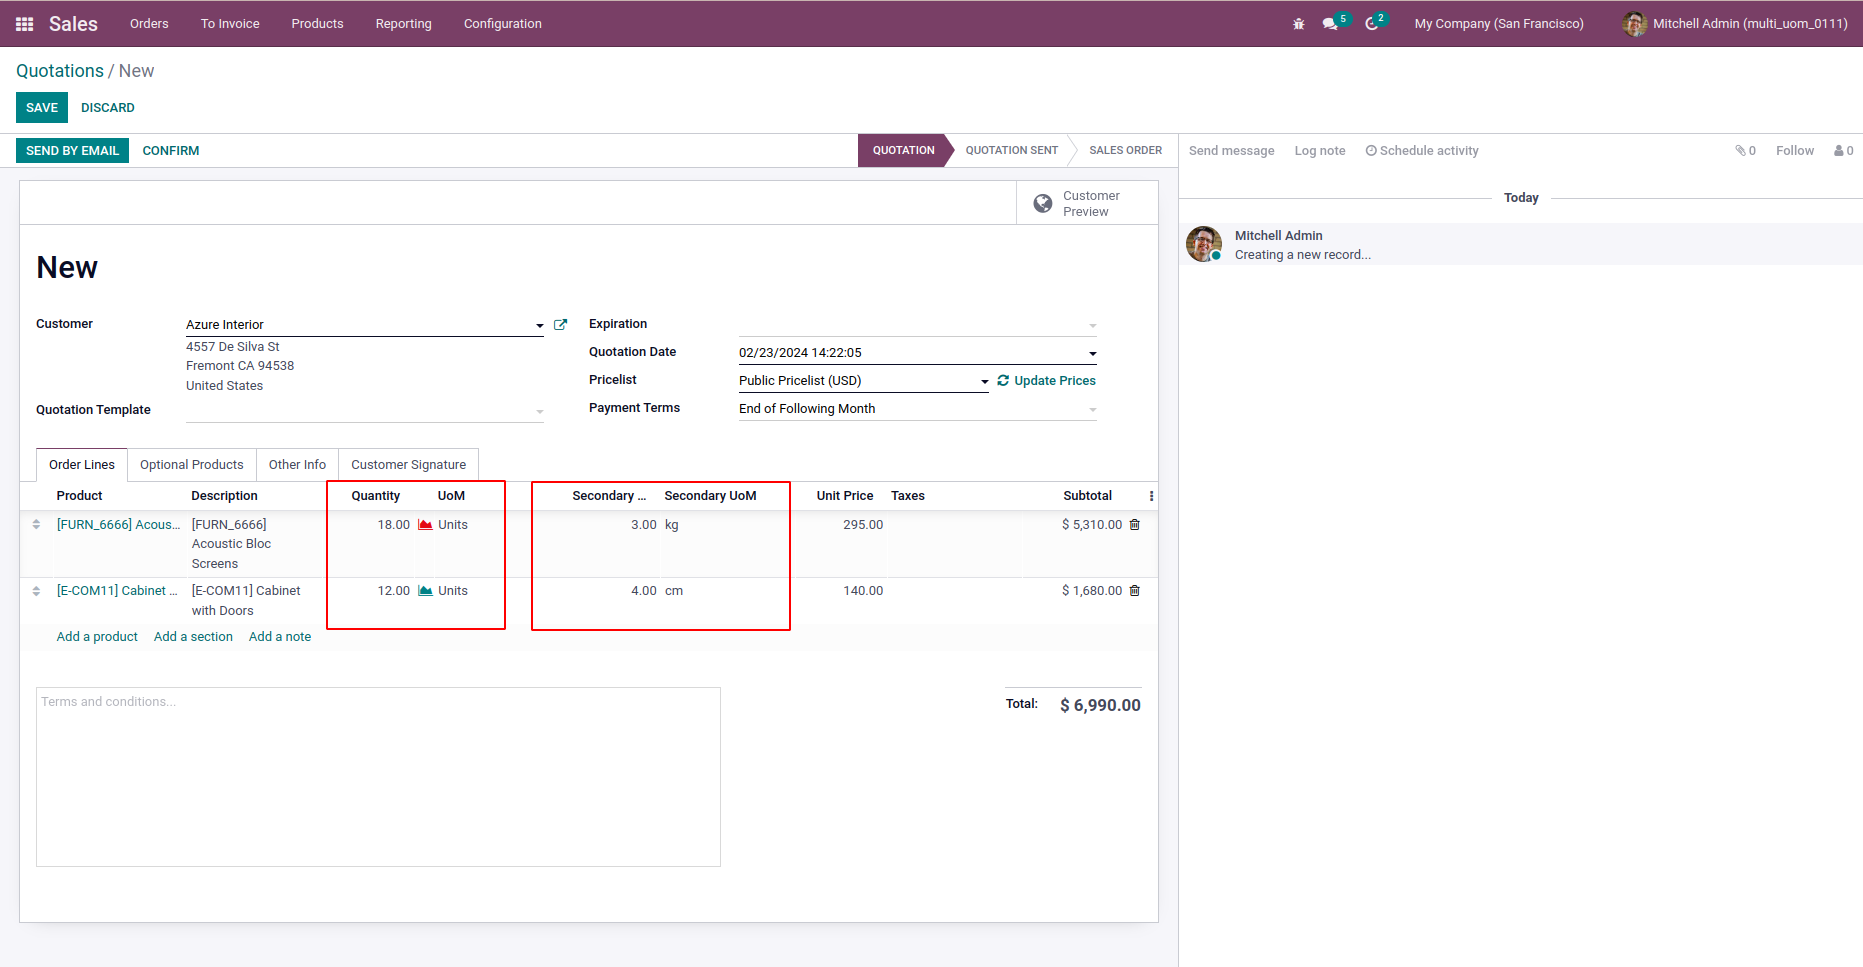 Sales Orders To Invoice Products Reporting Configuration 5 2 My Company (San Francisco) Mitchell Admin (multi_uom_0111)
Quotations / New
SAVE DISCARD
SEND BY EMAIL CONFIRM QUOTATION QUOTATION SENT SALES ORDER Send message Log note Schedule activity 0 Follow 0
Customer
Preview
Today
Mitchell Admin
Creating a new record...
New
Customer Azure Interior
4557 De Silva St
Fremont CA 94538
United States
Quotation Template
Expiration
Quotation Date 02/23/2024 14:22:05
Pricelist Public Pricelist (USD) Update Prices
Payment Terms End of Following Month
Order Lines Optional Products Other Info Customer Signature
Product Description Quantity UoM Secondary ... Secondary UoM Unit Price Taxes Subtotal
[FURN_6666] Acous... [FURN_6666] 18.00 Units 3.00 kg 295.00 $ 5,310.00
Acoustic Bloc
Screens
[E-COM11] Cabinet ... [E-COM11] Cabinet 12.00 Units 4.00 cm 140.00 $ 1,680.00
with Doors
Add a product Add a section Add a note
Terms and conditions...
Total: $ 6,990.00